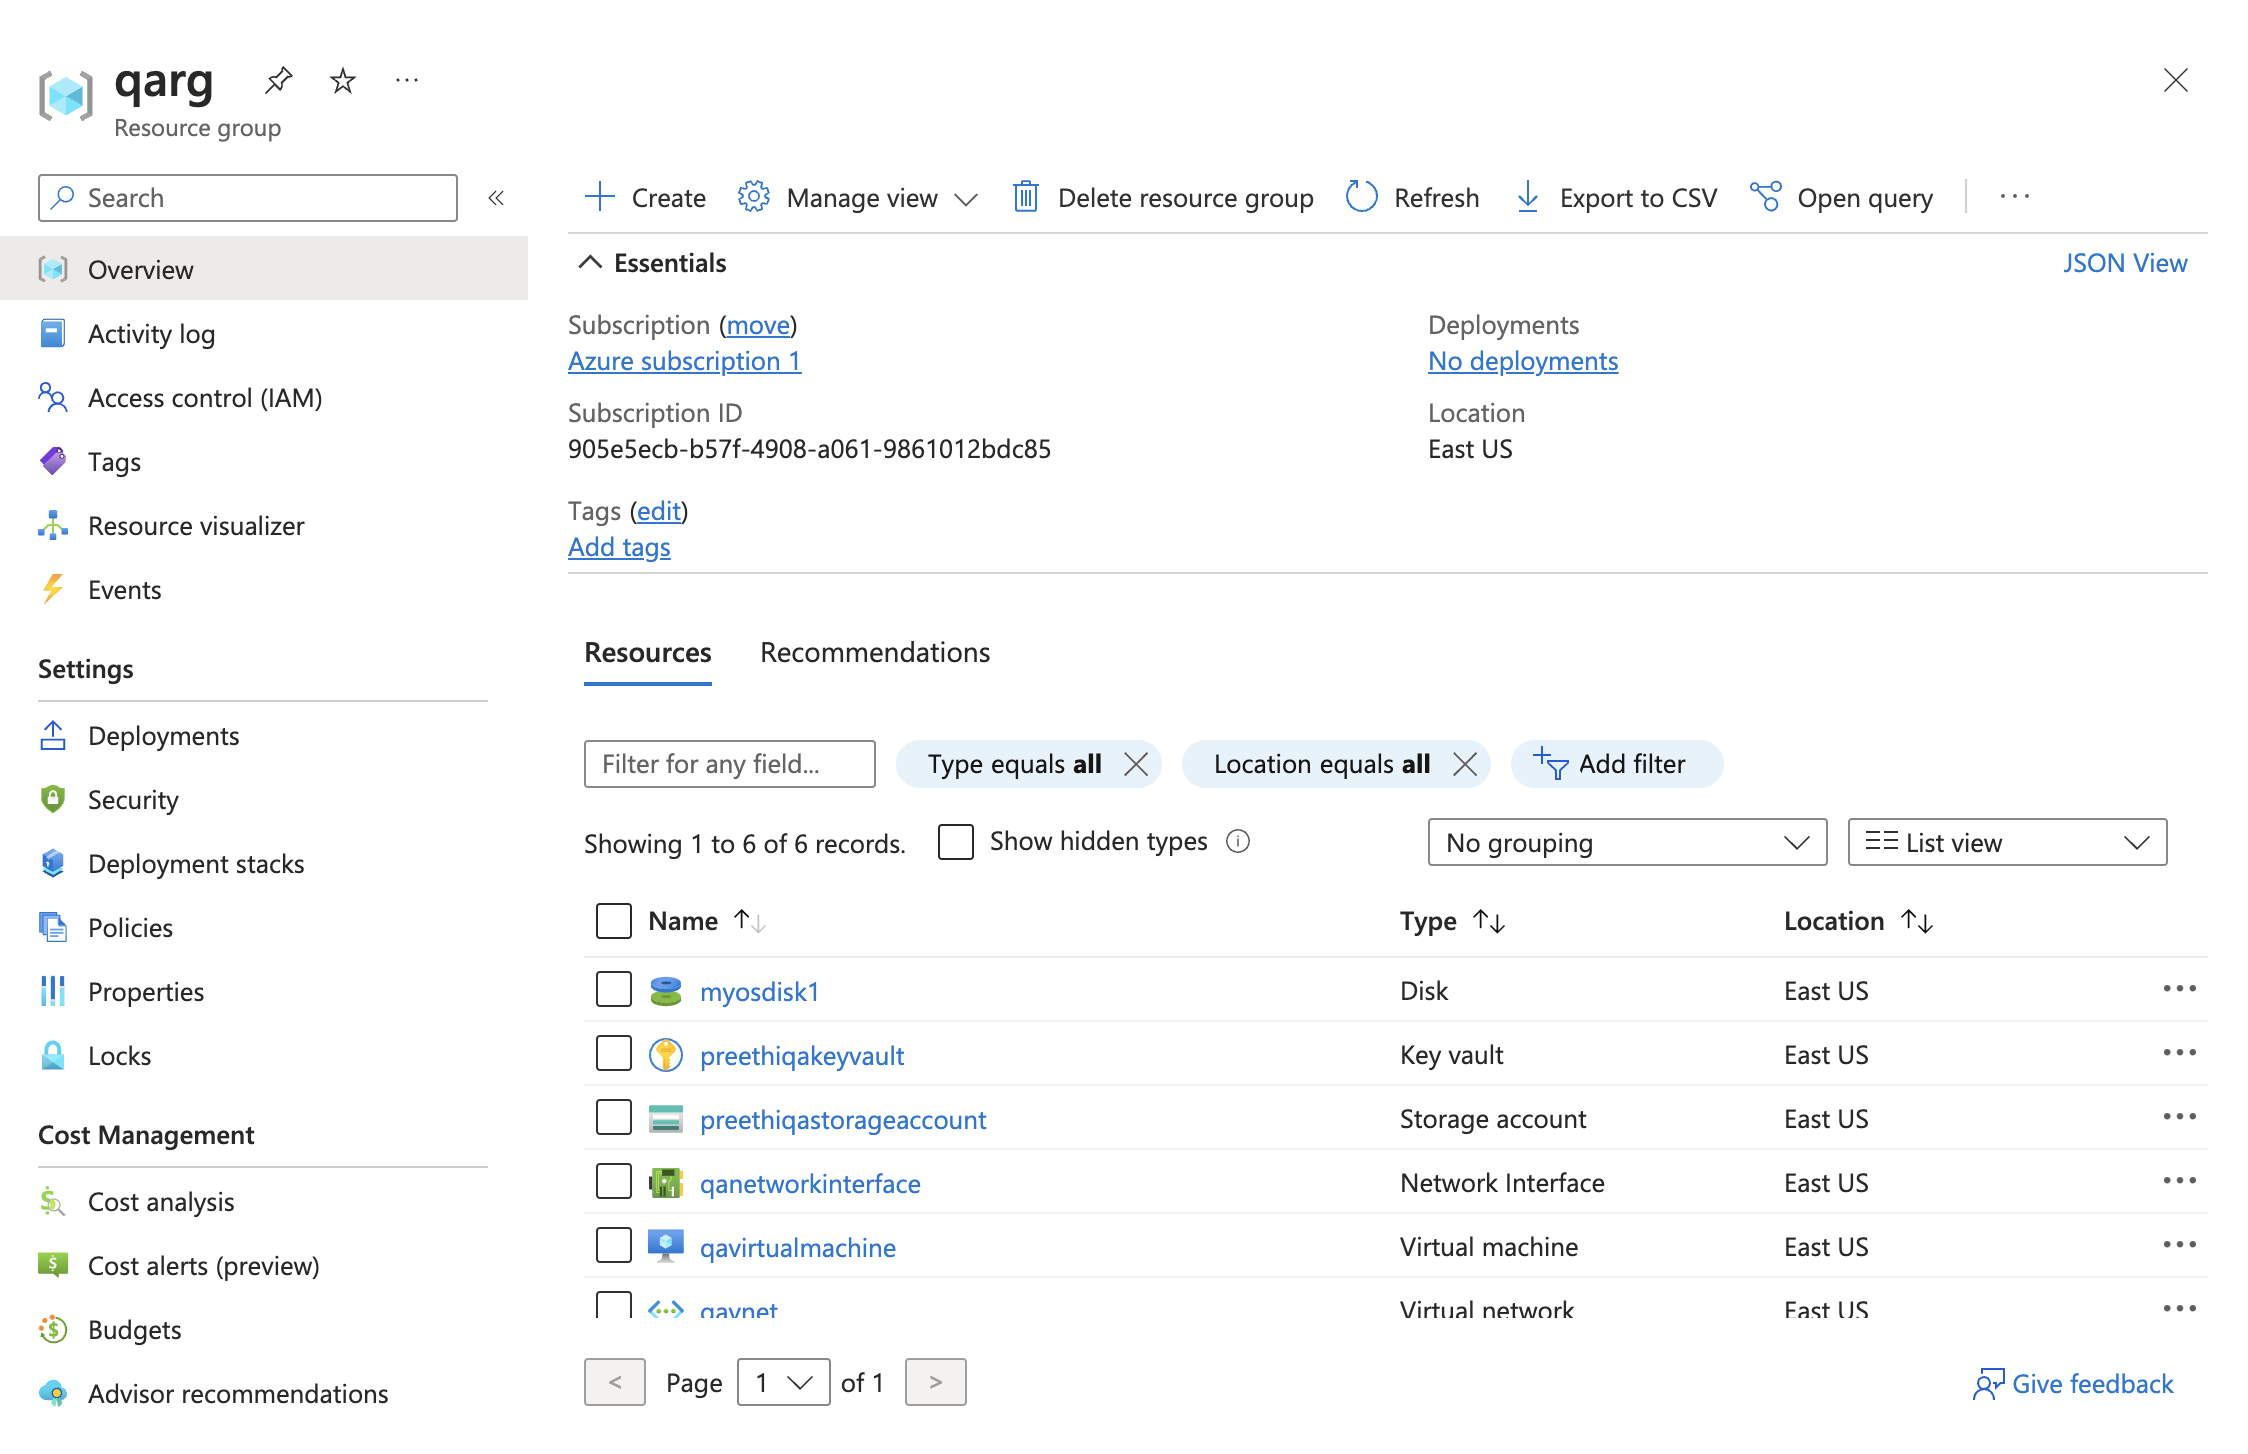 qarg
Resource group
Search
Overview
Activity log
Access control (IAM)
Tags
Resource visualizer
Events
Settings
Deployments
Security
Deployment stacks
Policies
Properties
Locks
Cost Management
Cost analysis
Cost alerts (preview)
Budgets
Advisor recommendations
Create Manage view Delete resource group Refresh Export to CSV Open query
Essentials JSON View
Subscription (move)
Azure subscription 1
Subscription ID
905e5ecb-b57f-4908-a061-9861012bdc85
Deployments
No deployments
Location
East US
Tags (edit)
Add tags
Resources Recommendations
Filter for any field... Type equals all Location equals all Add filter
Showing 1 to 6 of 6 records. Show hidden types No grouping List view
Name Type Location
myosdisk1 Disk East US
preethiqakeyvault Key vault East US
preethiqastorageaccount Storage account East US
qanetworkinterface Network Interface East US
qavirtualmachine Virtual machine East US
qavnet Virtual network East US
< Page 1 of 1 >
Give feedback